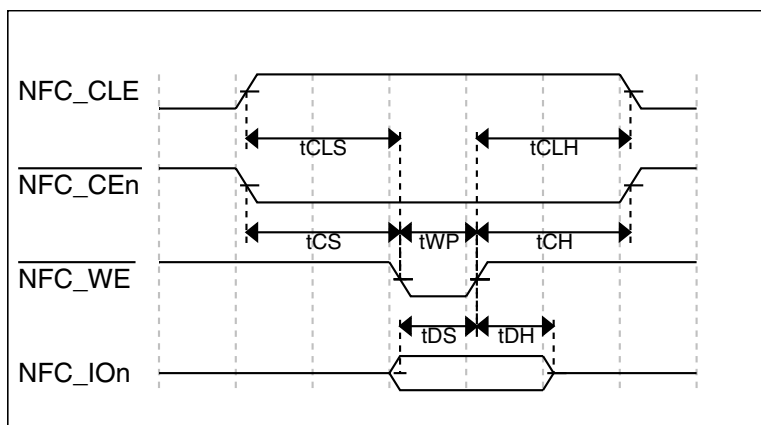 NFC_CLE
tCLS tCLH
NFC_CEn
tCS tWP tCH
NFC_WE
tDS tDH
NFC_IOn